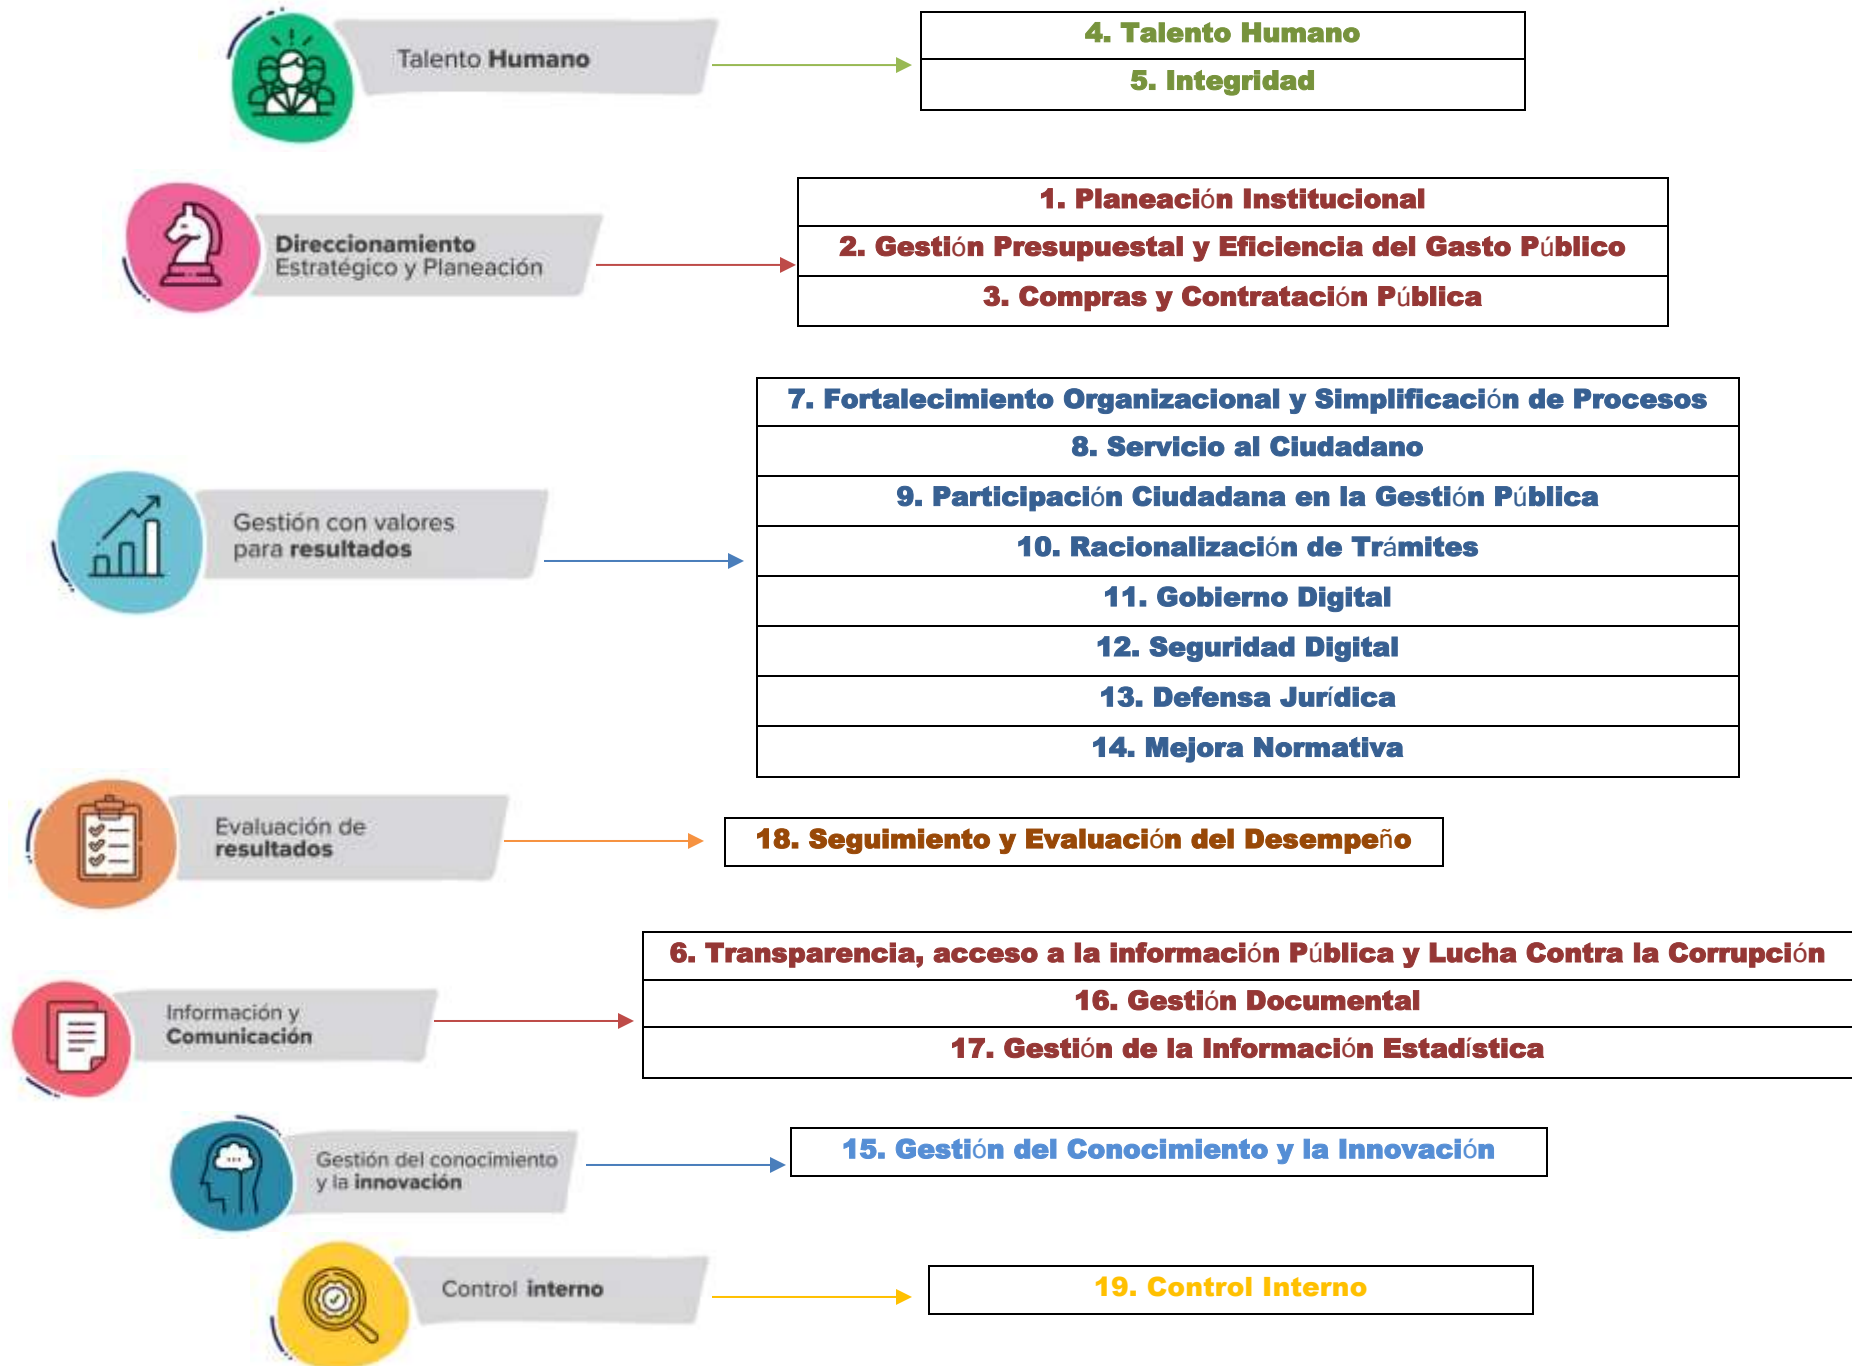 Talento Humano
4. Talento Humano
5. Integridad
Direccionamiento
Estratégico y Planeación
1. Planeación Institucional
2. Gestión Presupuestal y Eficiencia del Gasto Público
3. Compras y Contratación Pública
Gestión con valores
para resultados
7. Fortalecimiento Organizacional y Simplificación de Procesos
8. Servicio al Ciudadano
9. Participación Ciudadana en la Gestión Pública
10. Racionalización de Trámites
11. Gobierno Digital
12. Seguridad Digital
13. Defensa Jurídica
14. Mejora Normativa
Evaluación de
resultados
18. Seguimiento y Evaluación del Desempeño
Información y
Comunicación
6. Transparencia, acceso a la información Pública y Lucha Contra la Corrupción
16. Gestión Documental
17. Gestión de la Información Estadística
Gestión del conocimiento
y la innovación
15. Gestión del Conocimiento y la Innovación
Control interno
19. Control Interno